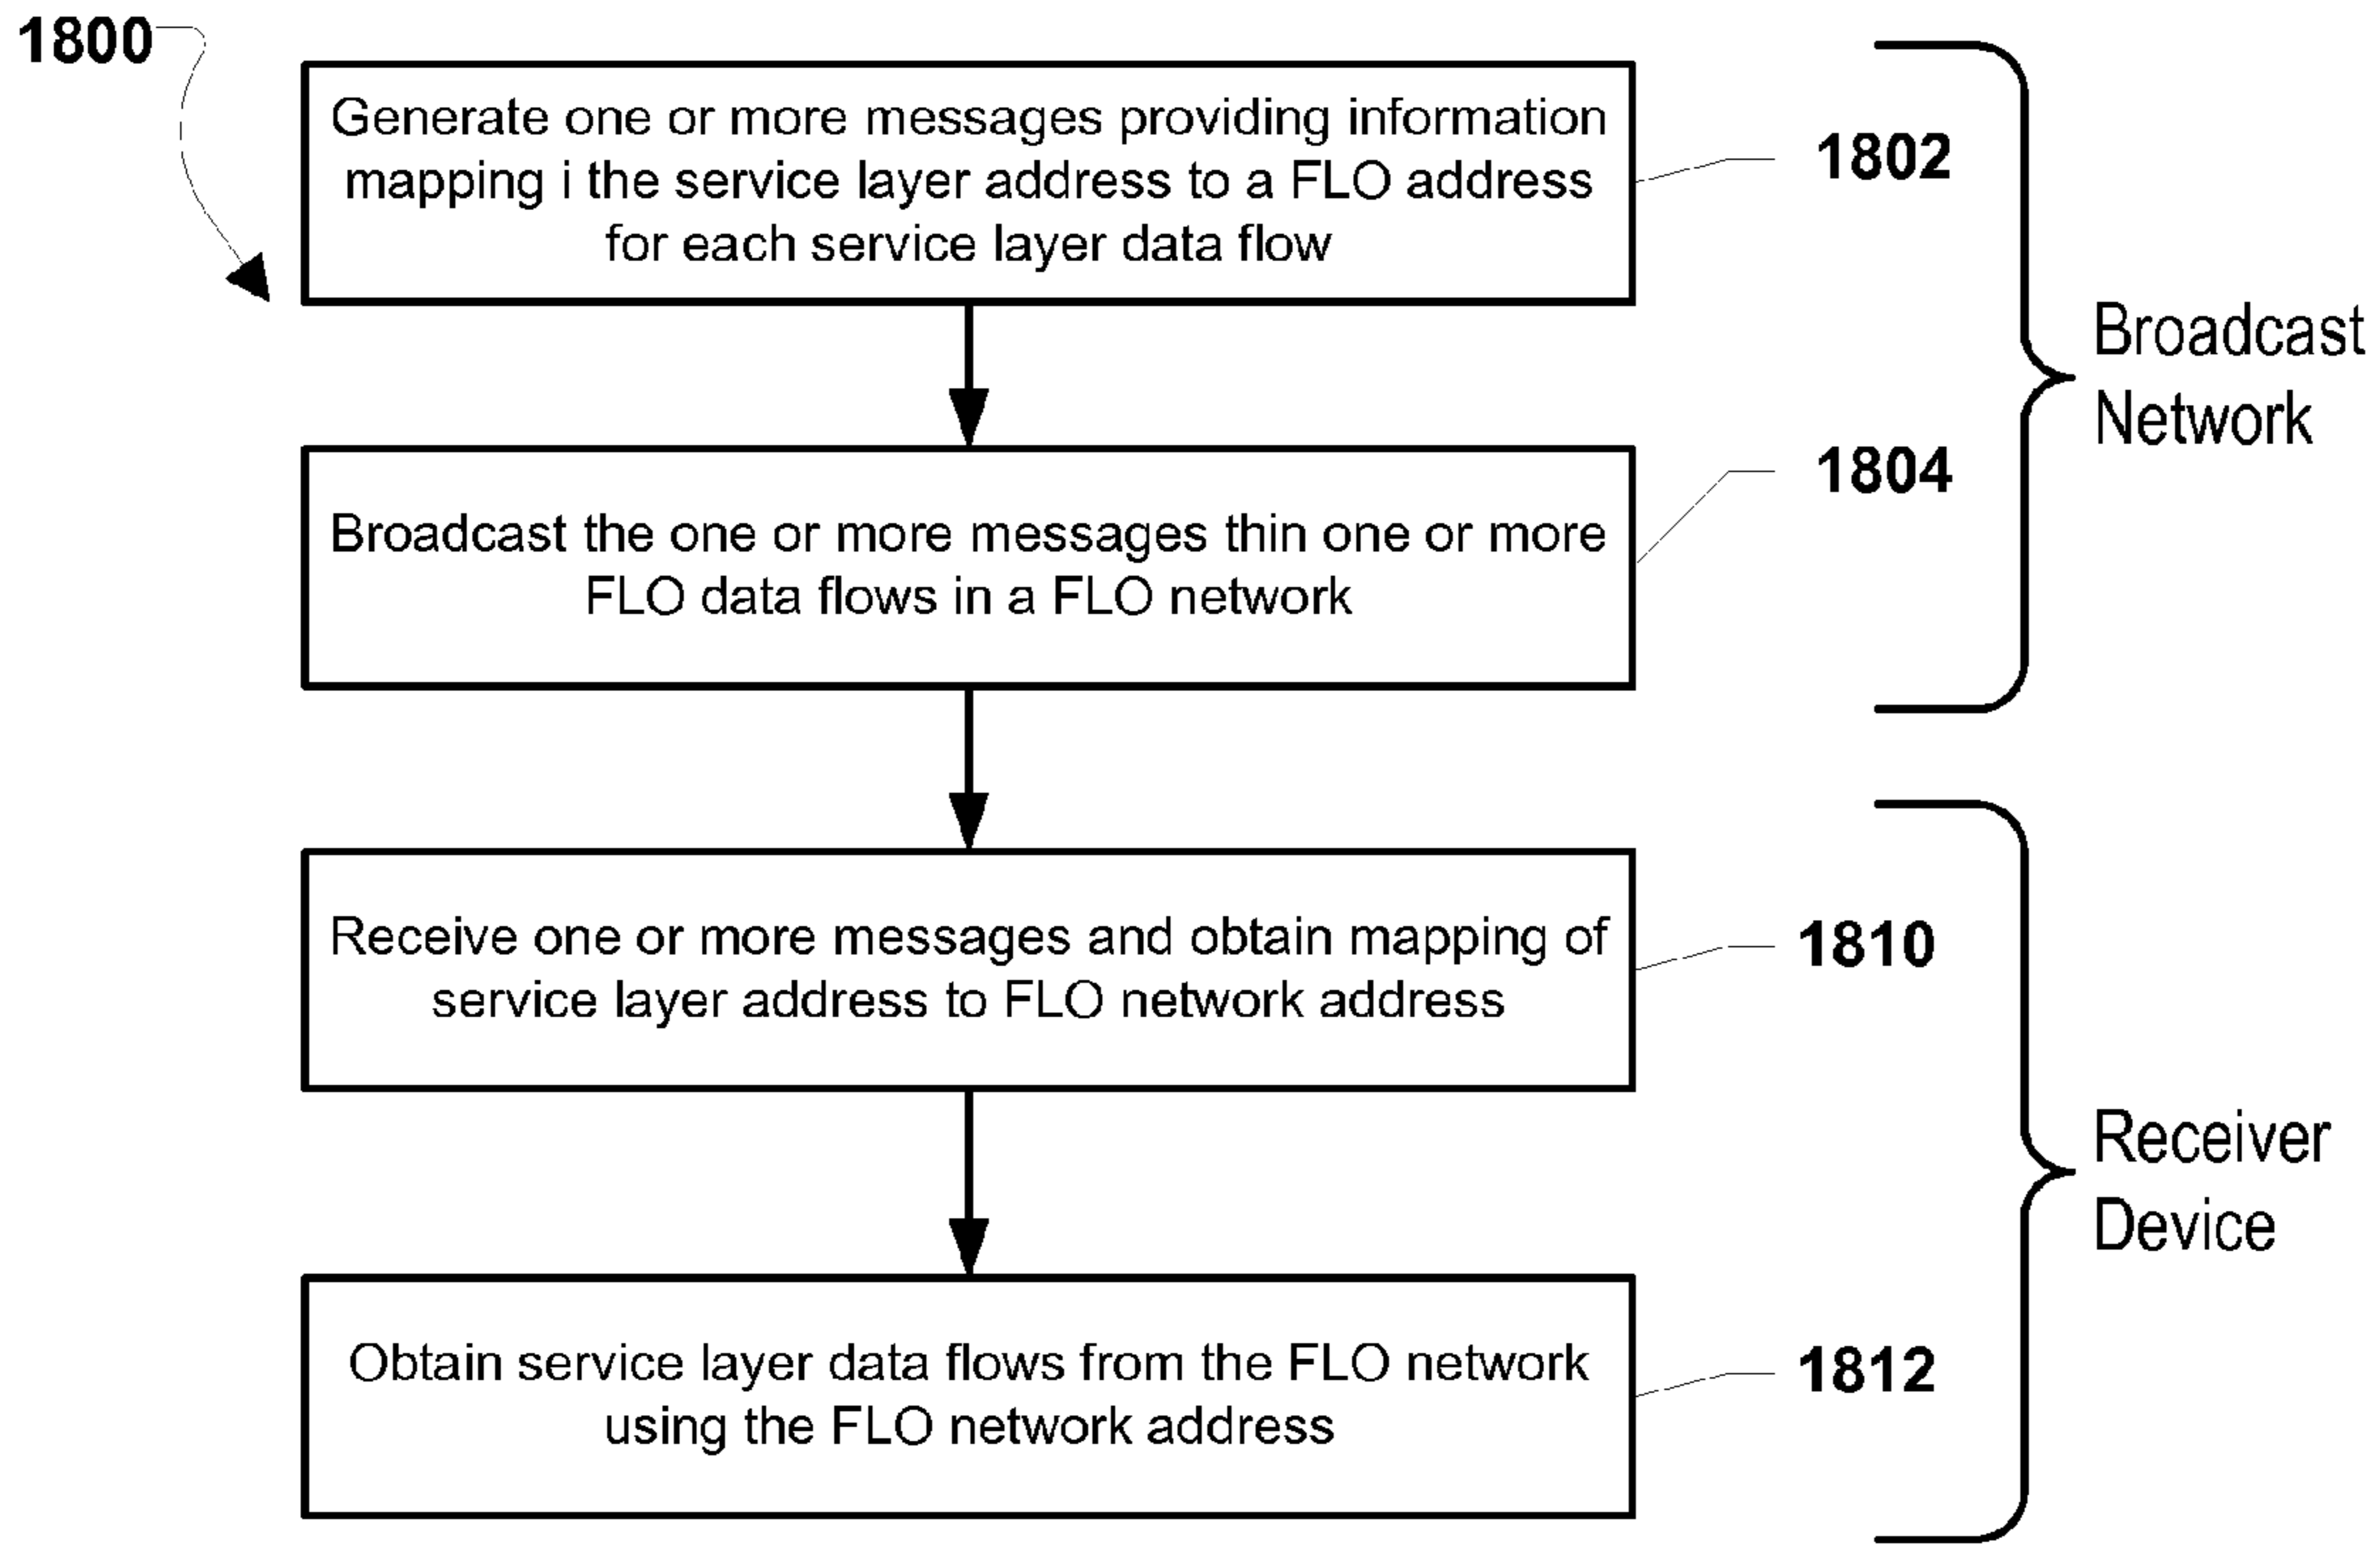 1800
Generate one or more messages providing information
mapping i the service layer address to a FLO address
for each service layer data flow
1802
Broadcast the one or more messages thin one or more
FLO data flows in a FLO network
1804
Broadcast
Network
Receive one or more messages and obtain mapping of
service layer address to FLO network address
1810
Obtain service layer data flows from the FLO network
using the FLO network address
1812
Receiver
Device